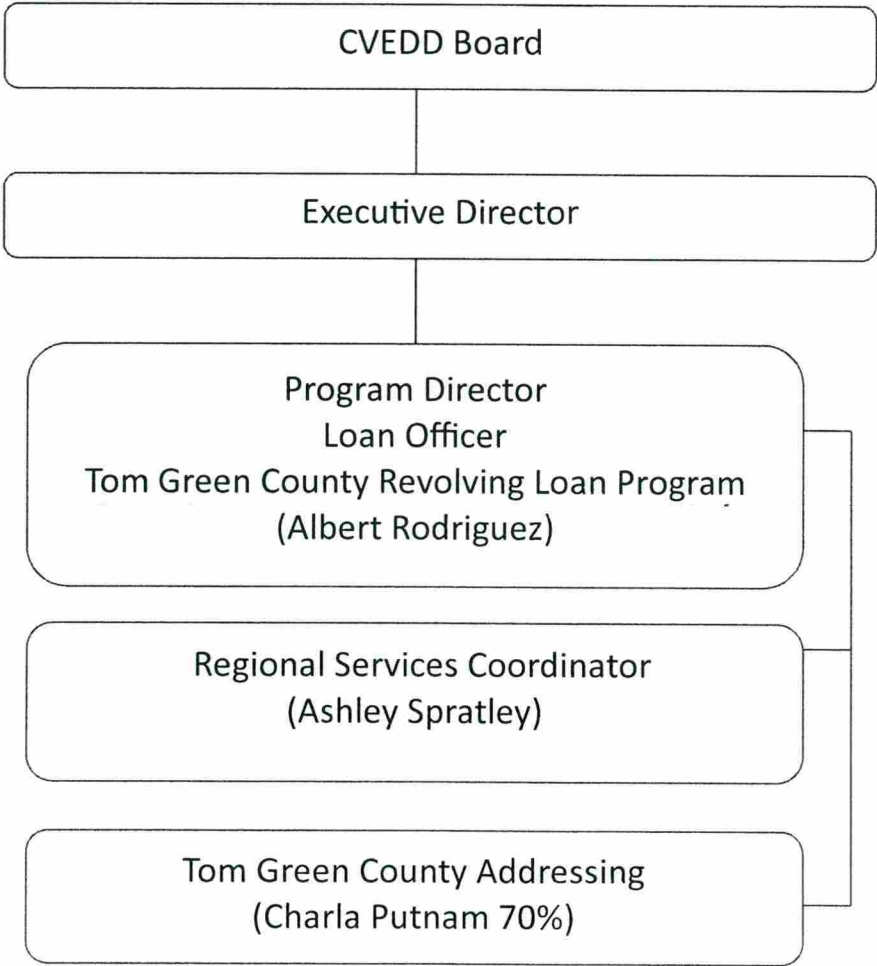 CVEDD Board
Executive Director
Program Director
Loan Officer
Tom Green County Revolving Loan Program
(Albert Rodriguez)
Regional Services Coordinator
(Ashley Spratley)
Tom Green County Addressing
(Charla Putnam 70%)